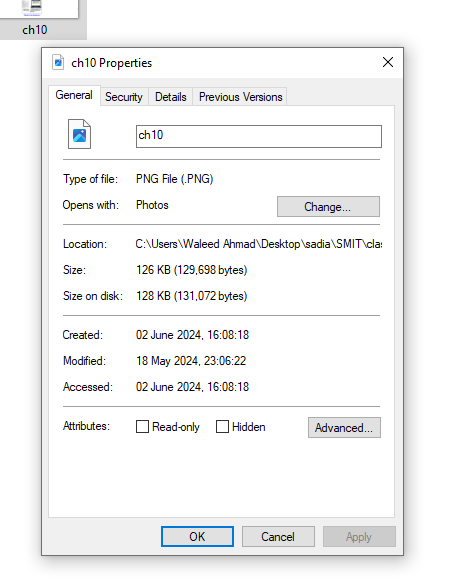 ch10
ch10 Properties
General Security Details Previous Versions
ch10
Type of file: PNG File (.PNG)
Opens with: Photos Change...
Location: C:\Users\Waleed Ahmad\Desktop\sadia\SMIT\clas
Size: 126 KB (129,698 bytes)
Size on disk: 128 KB (131,072 bytes)
Created: 02 June 2024, 16:08:18
Modified: 18 May 2024, 23:06:22
Accessed: 02 June 2024, 16:08:18
Attributes: Read-only Hidden Advanced...
OK Cancel Apply